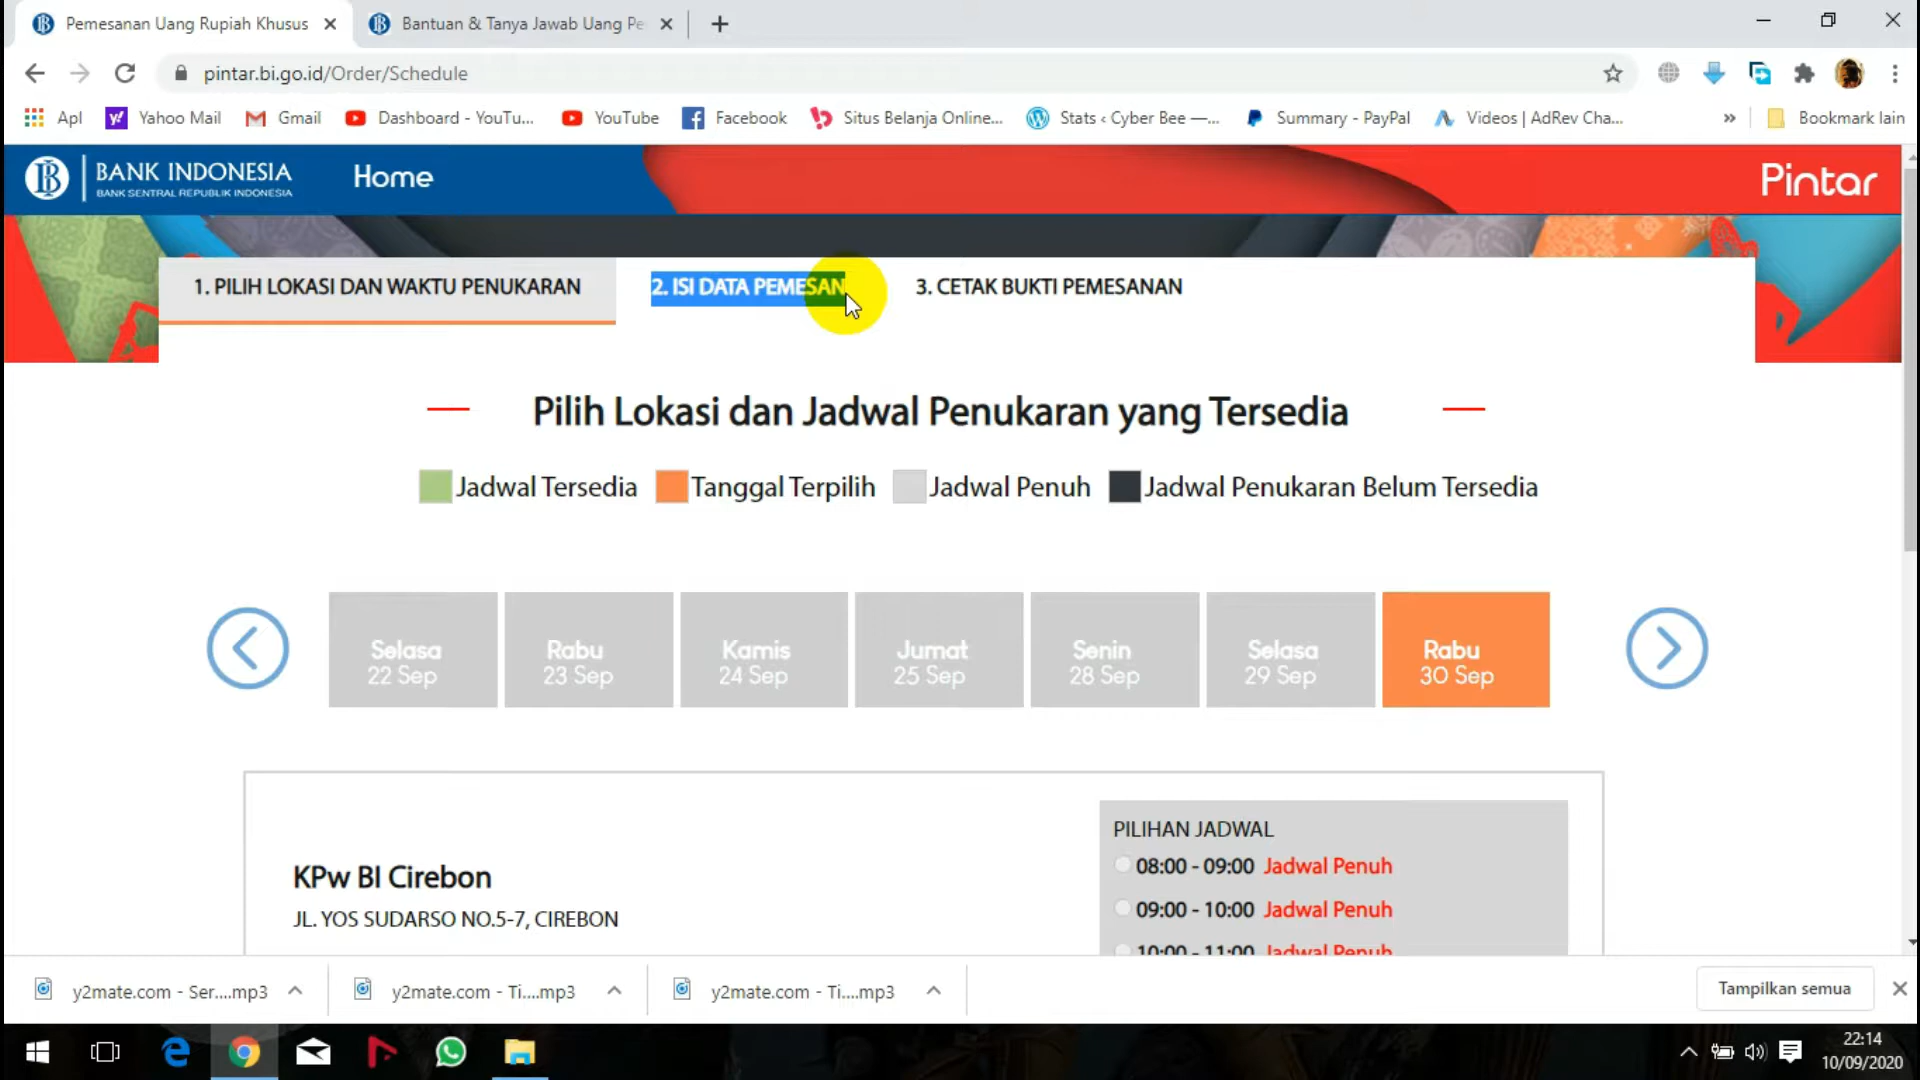 Pemesanan Uang Rupiah Khusus
Bantuan & Tanya Jawab Uang Pe
pintar.bi.go.id/Order/Schedule
Apl
Yahoo Mail
Gmail
Dashboard - YouTu...
YouTube
Facebook
Situs Belanja Online...
Stats ‹ Cyber Bee —...
Summary - PayPal
Videos | AdRev Cha...
»
Bookmark lain
BANK INDONESIA
BANK SENTRAL REPUBLIK INDONESIA
Home
Pintar
1. PILIH LOKASI DAN WAKTU PENUKARAN
2. ISI DATA PEMESAN
3. CETAK BUKTI PEMESANAN
Pilih Lokasi dan Jadwal Penukaran yang Tersedia
Jadwal Tersedia
Tanggal Terpilih
Jadwal Penuh
Jadwal Penukaran Belum Tersedia
Selasa
22 Sep
Rabu
23 Sep
Kamis
24 Sep
Jumat
25 Sep
Senin
28 Sep
Selasa
29 Sep
Rabu
30 Sep
KPw BI Cirebon
JL. YOS SUDARSO NO.5-7, CIREBON
PILIHAN JADWAL
08:00 - 09:00 Jadwal Penuh
09:00 - 10:00 Jadwal Penuh
10:00 - 11:00 Jadwal Penuh
y2mate.com - Ser....mp3
y2mate.com - Ti....mp3
y2mate.com - Ti....mp3
Tampilkan semua
22:14
10/09/2020